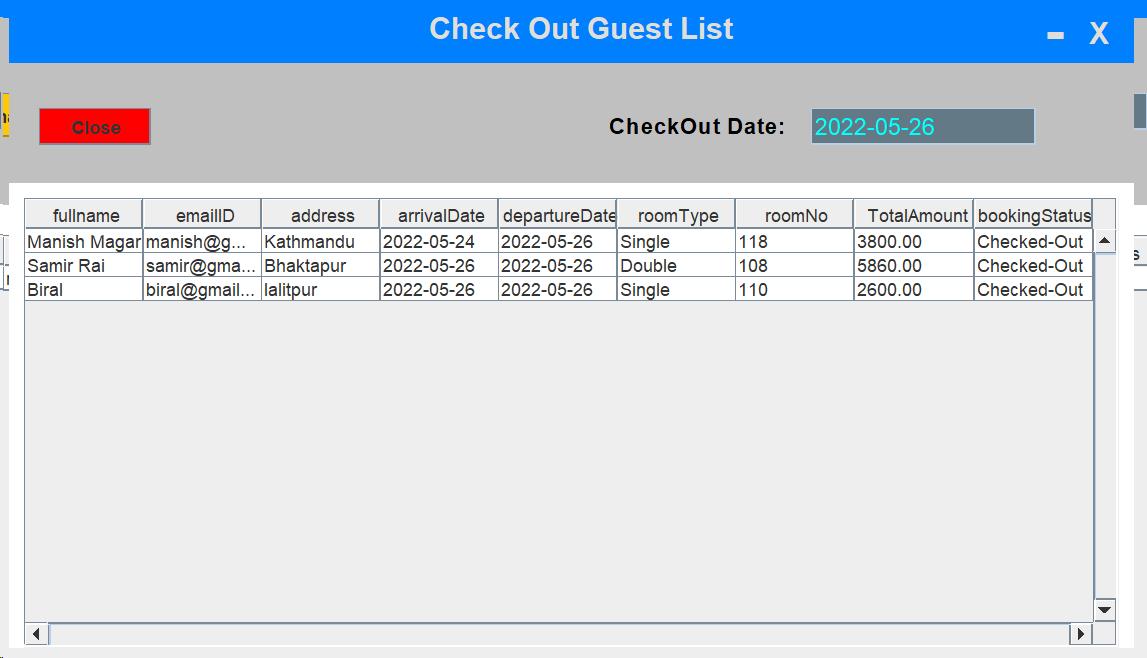 Check Out Guest List
- X
Close
CheckOut Date: 2022-05-26
fullname emailID address arrivalDate departureDate roomType roomNo TotalAmount bookingStatus
Manish Magar manish@g... Kathmandu 2022-05-24 2022-05-26 Single 118 3800.00 Checked-Out
Samir Rai samir@gma... Bhaktapur 2022-05-26 2022-05-26 Double 108 5860.00 Checked-Out
Biral biral@gmail... lalitpur 2022-05-26 2022-05-26 Single 110 2600.00 Checked-Out